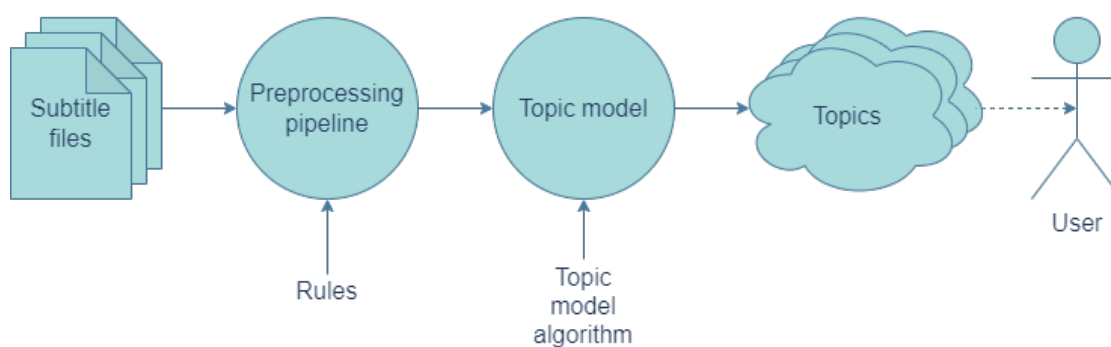 Subtitle
files
Preprocessing
pipeline
Topic model
Topics
User
Rules
Topic
model
algorithm